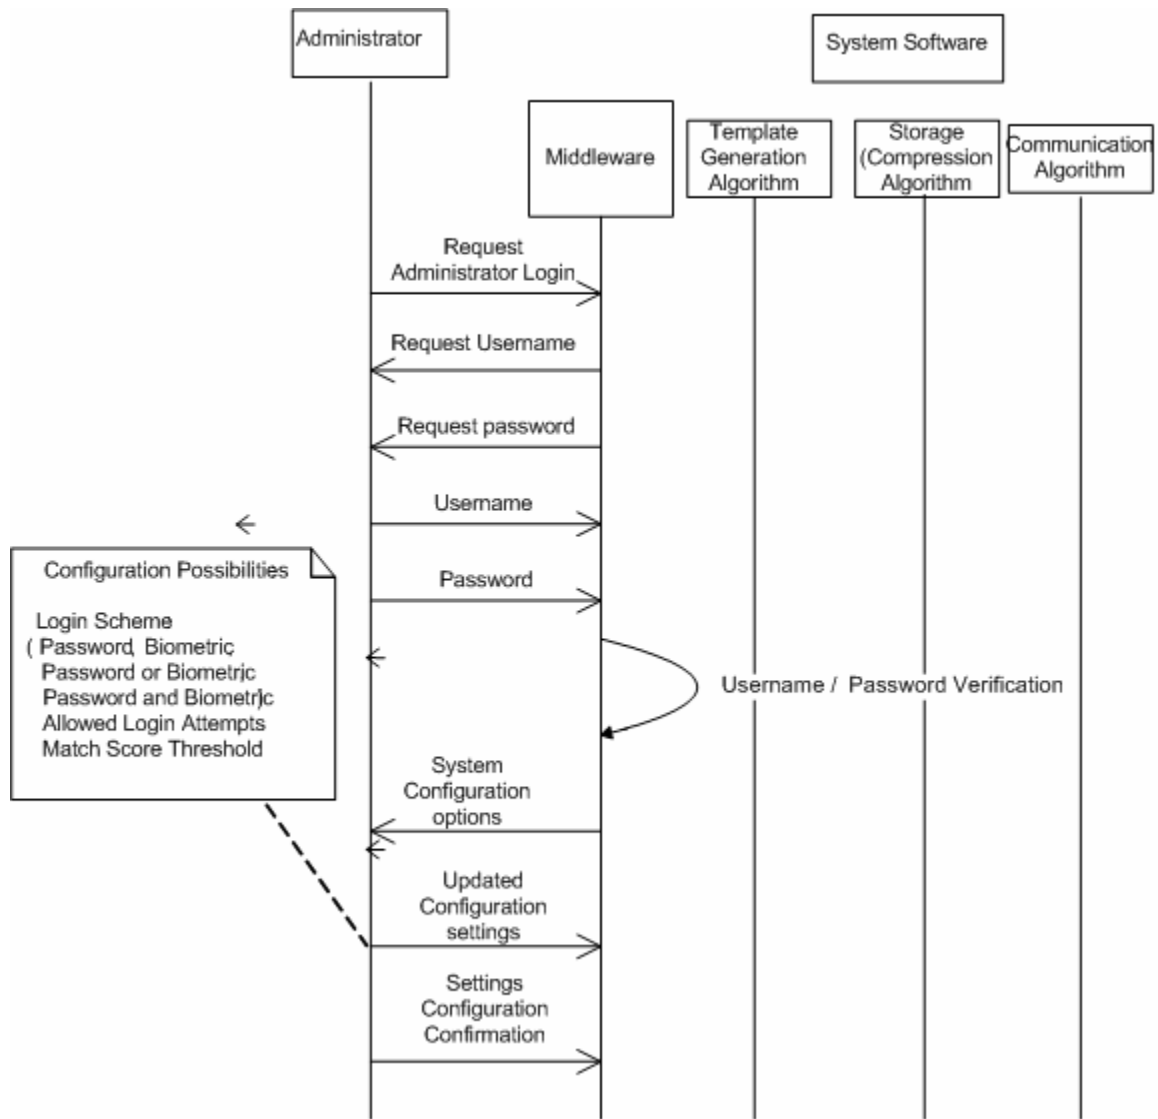 Administrator
System Software
Middleware
Template
Generation
Algorithm
Storage
(Compression
Algorithm
Communication
Algorithm
Request
Administrator Login
Request Username
Request password
Username
Password
Configuration Possibilities
Login Scheme
( Password, Biometric,
Password or Biometric
Password and Biometric)
Allowed Login Attempts
Match Score Threshold
Username / Password Verification
System
Configuration
options
Updated
Configuration
settings
Settings
Configuration
Confirmation